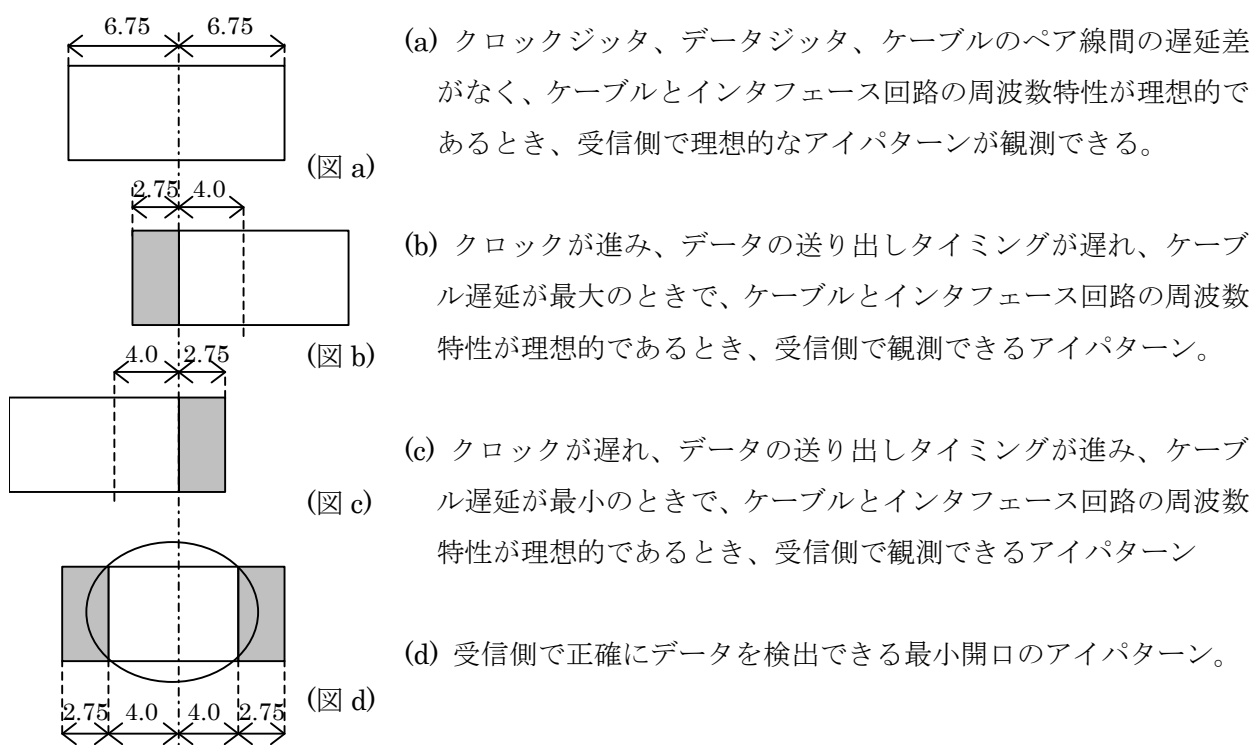 6.75 6.75
(図 a)
(a) クロックジッタ、データジッタ、ケーブルのペア線間の遅延差
がなく、ケーブルとインタフェース回路の周波数特性が理想的で
あるとき、受信側で理想的なアイパターンが観測できる。
2.75 4.0
(図 b)
(b) クロックが進み、データの送り出しタイミングが遅れ、ケーブ
ル遅延が最大のときで、ケーブルとインタフェース回路の周波数
特性が理想的であるとき、受信側で観測できるアイパターン。
4.0 2.75
(図 c)
(c) クロックが遅れ、データの送り出しタイミングが進み、ケーブ
ル遅延が最小のときで、ケーブルとインタフェース回路の周波数
特性が理想的であるとき、受信側で観測できるアイパターン
(d) 受信側で正確にデータを検出できる最小開口のアイパターン。
(図 d)
2.75 4.0 4.0 2.75